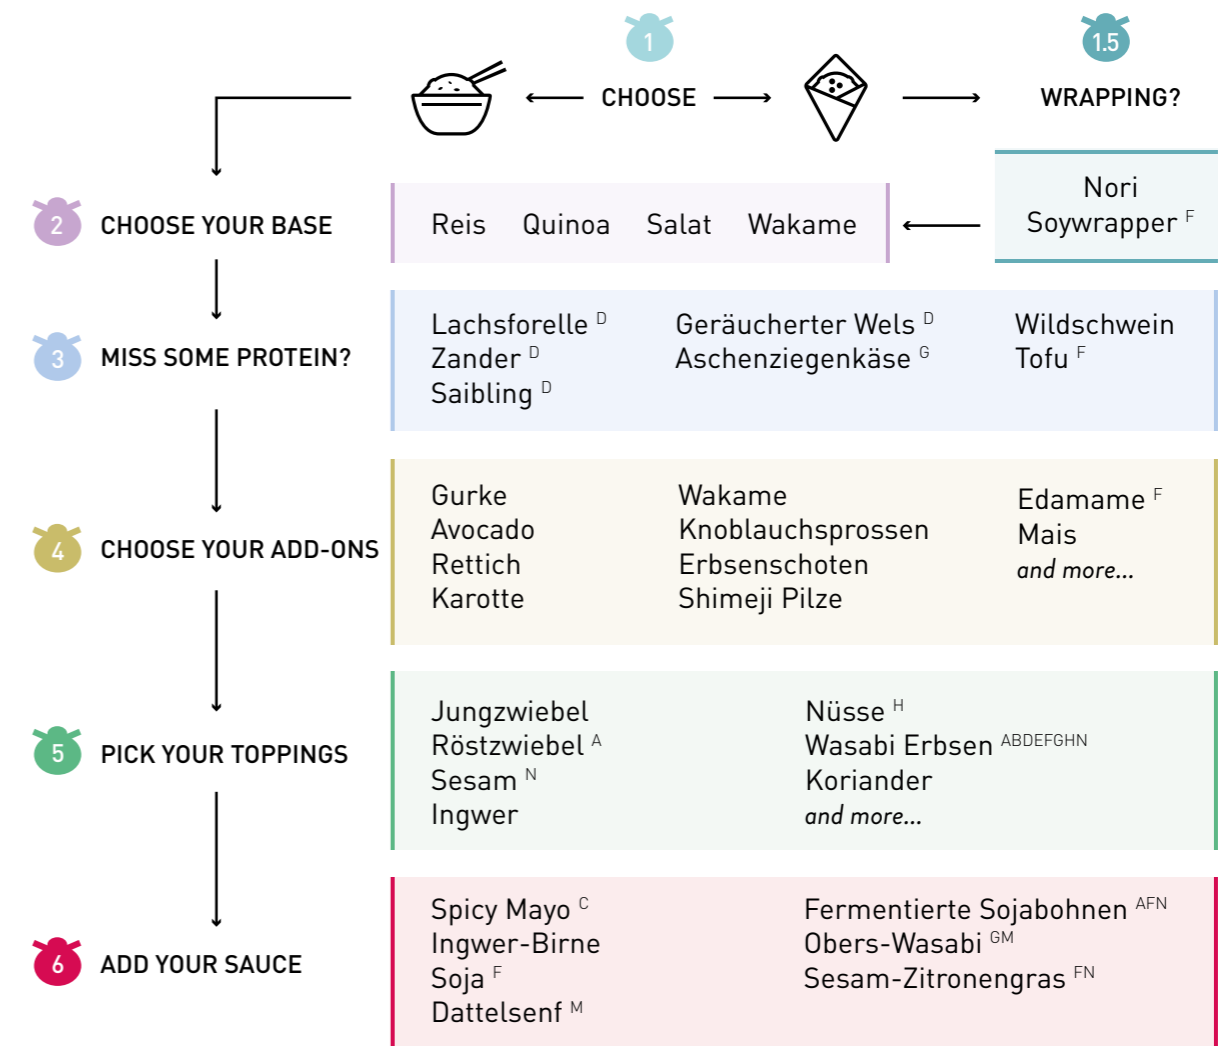 1
1.5
CHOOSE
WRAPPING?
Nori
Soywrapper F
2
CHOOSE YOUR BASE
Reis Quinoa Salat Wakame
3
MISS SOME PROTEIN?
Lachsforelle D
Zander D
Saibling D
Geräucherter Wels D
Aschenziegenkäse G
Wildschwein
Tofu F
4
CHOOSE YOUR ADD-ONS
Gurke
Avocado
Rettich
Karotte
Wakame
Knoblauchsprossen
Erbsenschoten
Shimeji Pilze
Edamame F
Mais
and more...
5
PICK YOUR TOPPINGS
Jungzwiebel
Röstzwiebel A
Sesam N
Ingwer
Nüsse H
Wasabi Erbsen ABDEFGHN
Koriander
and more...
6
ADD YOUR SAUCE
Spicy Mayo C
Ingwer-Birne
Soja F
Dattelsenf M
Fermentierte Sojabohnen AFN
Obers-Wasabi GM
Sesam-Zitronengras FN